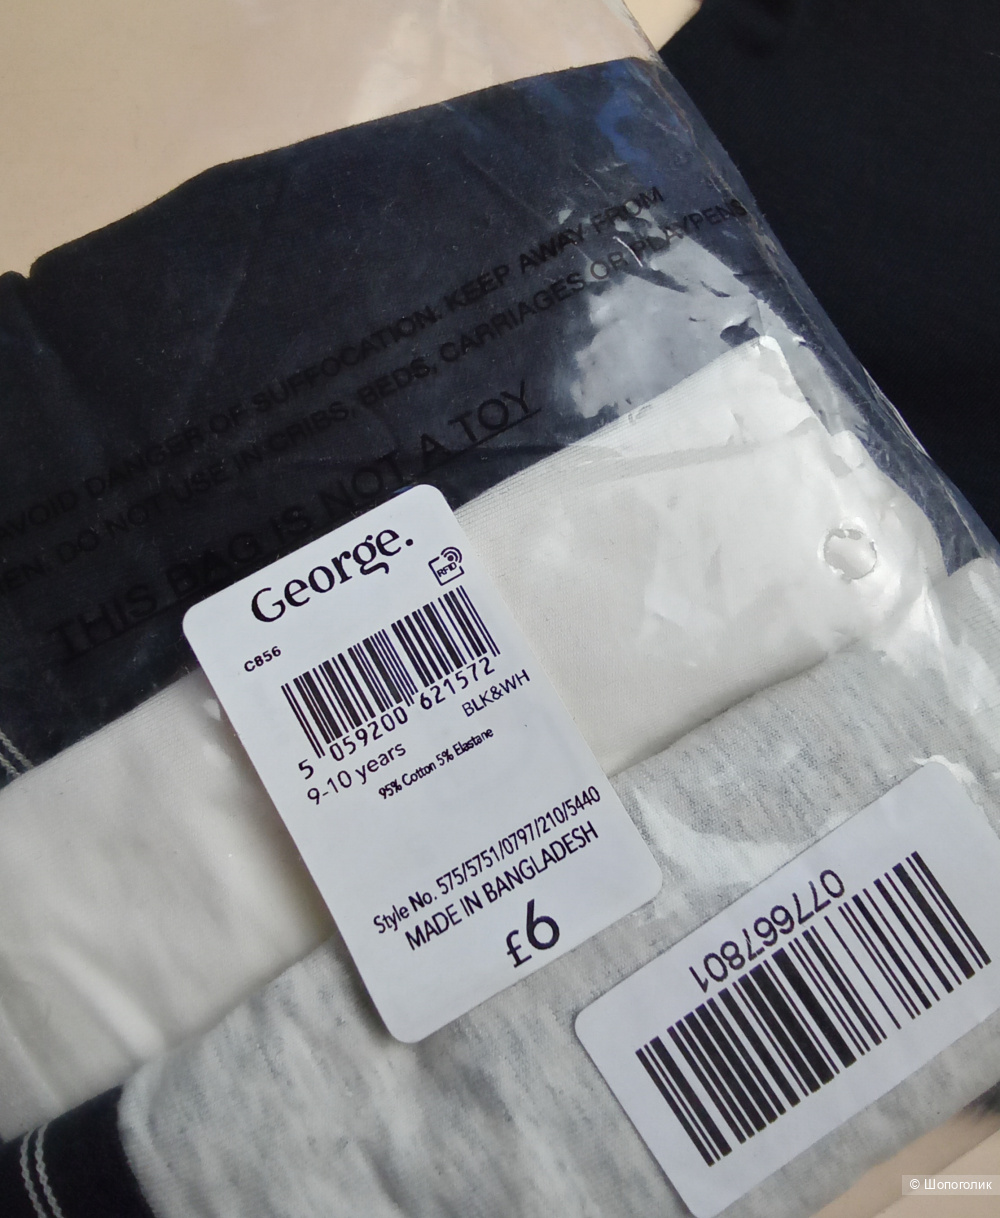 AVOID DANGER OF SUFFOCATION. KEEP AWAY FROM
EN. DO NOT USE IN CRIBS, BEDS, CARRIAGES OR PLAYPENS
THIS BAG IS NOT A TOY
George.
RFID
C856
5 059200 621572
BLK&WH
9-10 years
95% Cotton 5% Elastane
Style No. 575/5751/0797/210/5440
MADE IN BANGLADESH
£6
0776667801
© Шопоголик